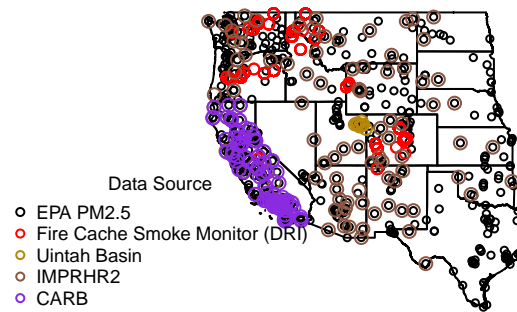 Data Source
EPA PM2.5
Fire Cache Smoke Monitor (DRI)
Uintah Basin
IMPRHR2
CARB